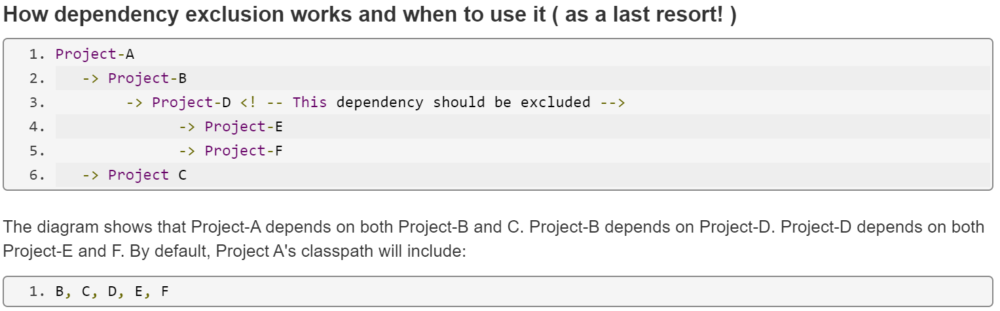 How dependency exclusion works and when to use it ( as a last resort! )
1. Project-A
2. -> Project-B
3. -> Project-D <! -- This dependency should be excluded -->
4. -> Project-E
5. -> Project-F
6. -> Project C
The diagram shows that Project-A depends on both Project-B and C. Project-B depends on Project-D. Project-D depends on both
Project-E and F. By default, Project A's classpath will include:
1. B, C, D, E, F